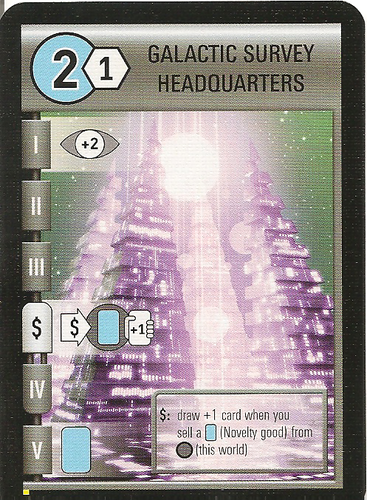 2 1 GALACTIC SURVEY
HEADQUARTERS
I +2
II
III
$ $ +1
IV
V
$: draw +1 card when you
sell a (Novelty good) from
(this world)